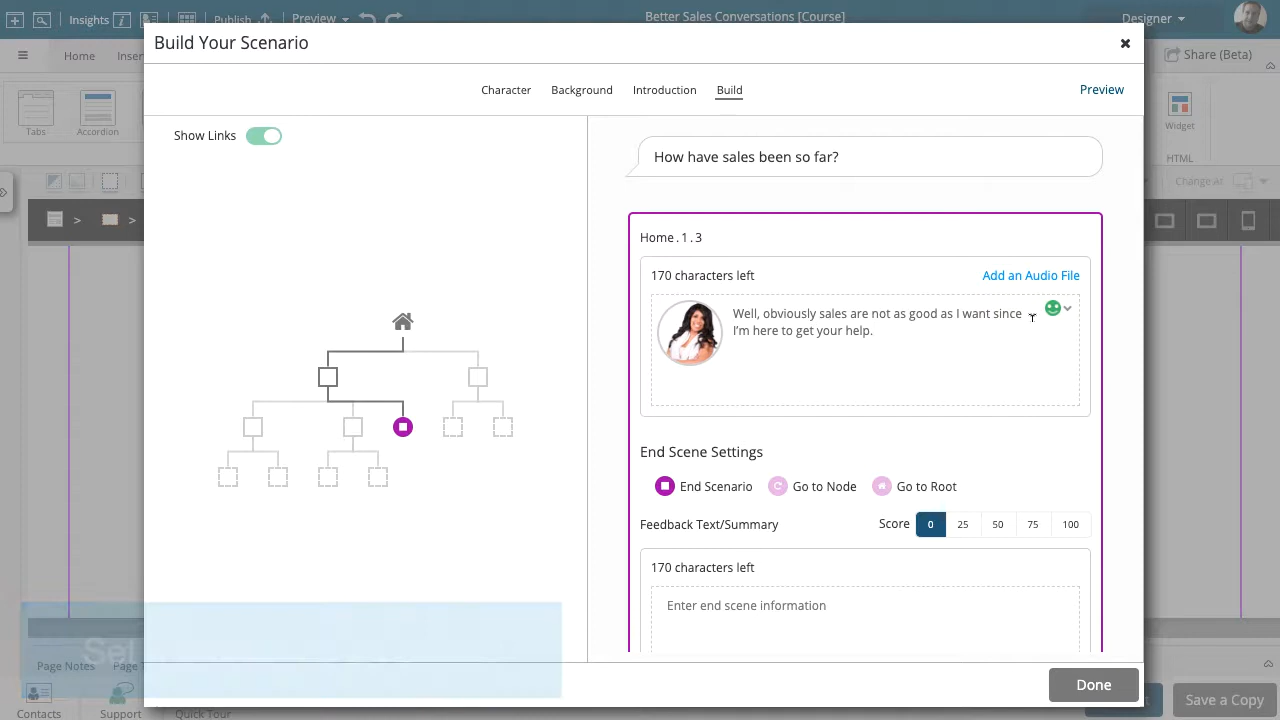 Insights
Publish
Preview
Better Sales Conversations [Course]
Designer
Build Your Scenario
Home
Share (Beta)
Character
Background
Introduction
Build
Preview
Tabs
Accordion
Widget
HTML
Change as
Show Links
How have sales been so far?
Home . 1 . 3
170 characters left
Add an Audio File
Well, obviously sales are not as good as I want since
I'm here to get your help.
End Scene Settings
End Scenario
Go to Node
Go to Root
Feedback Text/Summary
Score
0
25
50
75
100
170 characters left
Enter end scene information
Page Notes
Page
Done
Save a Copy
Contacts
Support
Quick Tour